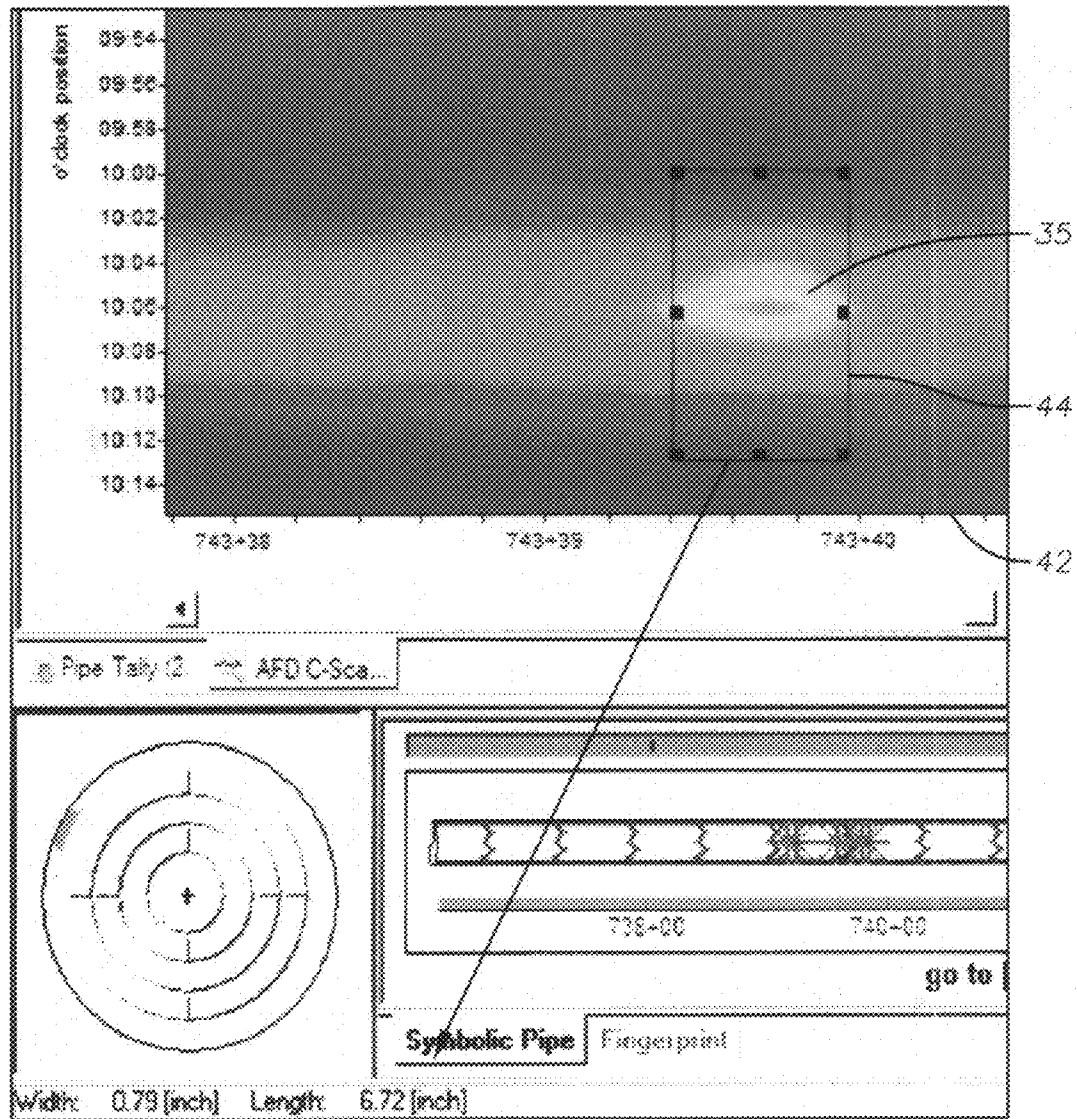 o'clock position
09:54
09:56
09:58
10:00
10:02
10:04
10:06
10:08
10:10
10:12
10:14
35
44
743+38
743+39
743+40
42
Pipe Tally (2.
AFD C-Sca...
738+00
740+00
go to
Symbolic Pipe
Fingerprint
Width: 0.79 [inch] Length: 6.72 [inch]